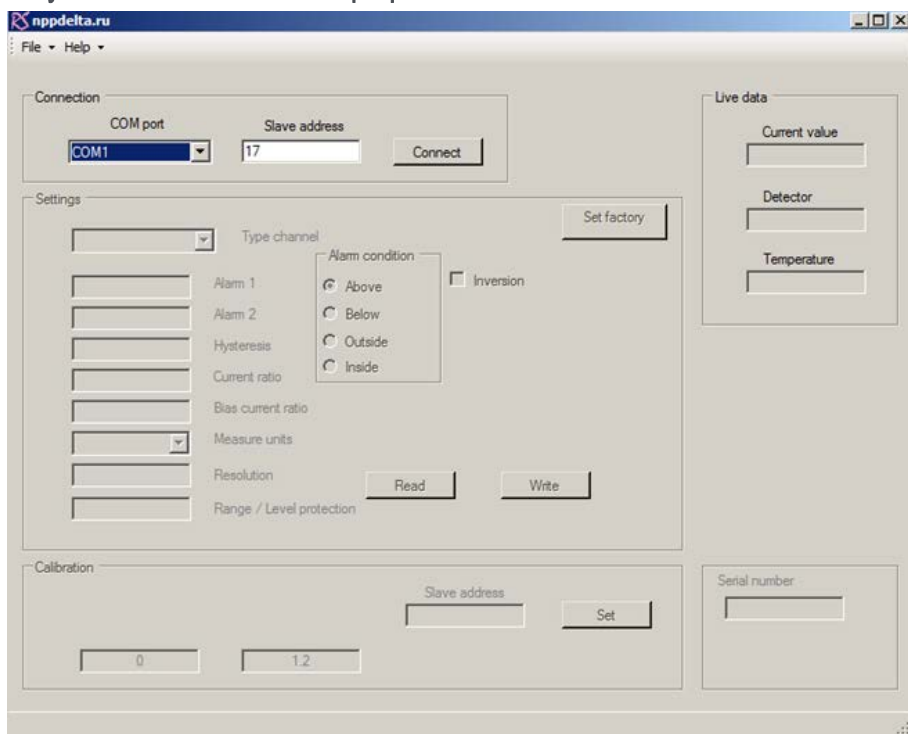 nppdelta.ru
File Help
Connection
COM port Slave address
COM1 17 Connect
Live data
Current value
Detector
Temperature
Settings
Set factory
Type channel
Alarm condition
Alarm 1 Above Inversion
Alarm 2 Below
Hysteresis Outside
Current ratio Inside
Bias current ratio
Measure units
Resolution Read Write
Range / Level protection
Calibration
Slave address
Set
0 1.2
Serial number